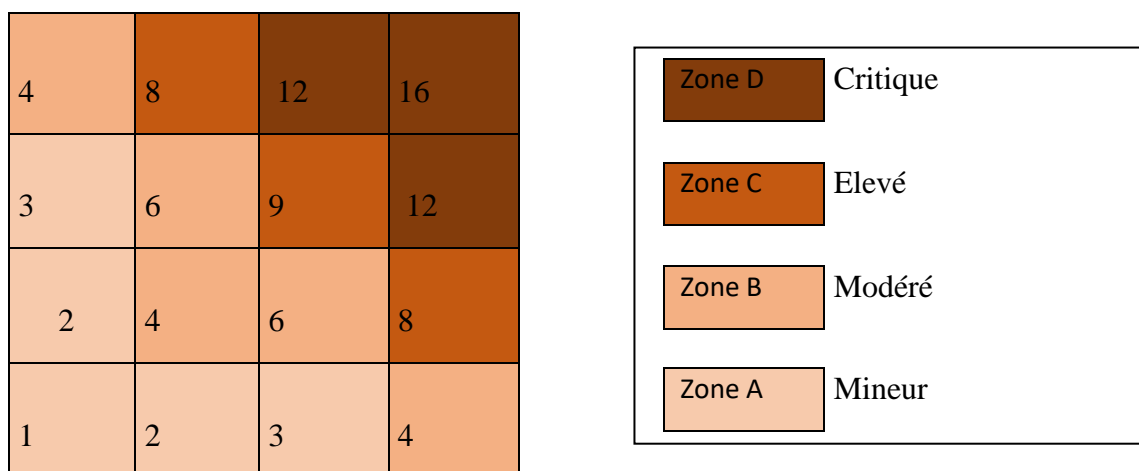 4 8 12 16
3 6 9 12
2 4 6 8
1 2 3 4
Zone D Critique
Zone C Elevé
Zone B Modéré
Zone A Mineur